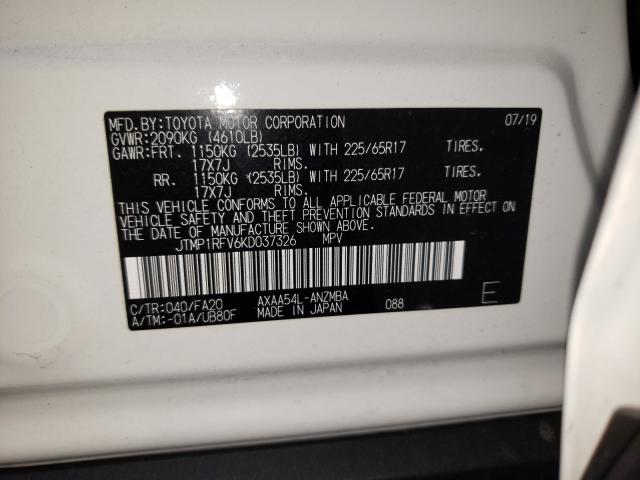 MFD.BY:TOYOTA MOTOR CORPORATION 07/19
GVWR:2090KG (4610LB)
GAWR:FRT. 1150KG (2535LB) WITH 225/65R17 TIRES.
17X7J RIMS.
RR. 1150KG (2535LB) WITH 225/65R17 TIRES.
17X7J RIMS.
THIS VEHICLE CONFORMS TO ALL APPLICABLE FEDERAL MOTOR
VEHICLE SAFETY AND THEFT PREVENTION STANDARDS IN EFFECT ON
THE DATE OF MANUFACTURE SHOWN ABOVE.
JTMP1RFV6KD037326 MPV
C/TR:040/FA20 AXAA54L-ANZMBA
A/TM:-01A/UB80F MADE IN JAPAN 088 E